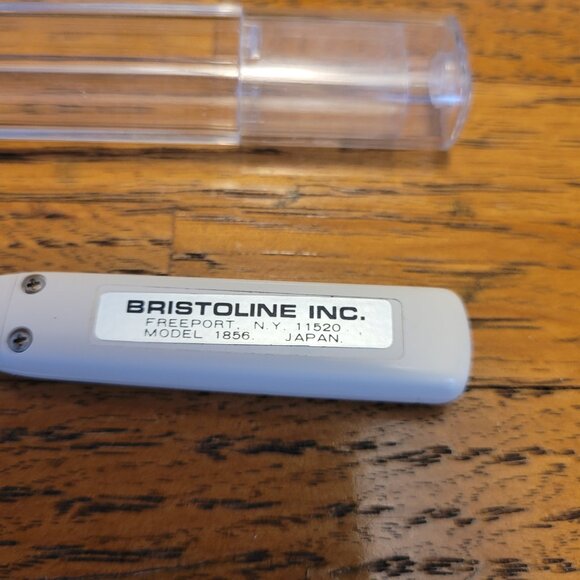 BRISTOLINE INC.
FREEPORT, N.Y. 11520
MODEL 1856. JAPAN.